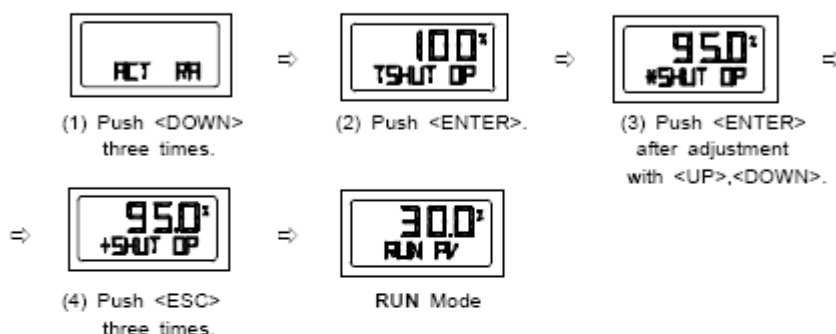 ACT RA
100%
TSHUT OP
95.0%
*SHUT OP
(1) Push <DOWN>
three times.
(2) Push <ENTER>.
(3) Push <ENTER>
after adjustment
with <UP>,<DOWN>.
95.0%
+SHUT OP
30.0%
RUN PV
(4) Push <ESC>
three times.
RUN Mode